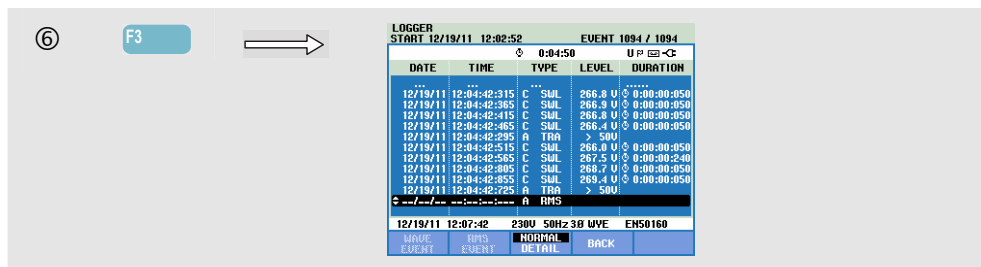 ⑥ F3
LOGGER
START 12/19/11 12:02:52 EVENT 1094 / 1094
0:04:50 U
DATE TIME TYPE LEVEL DURATION
... ... ... ......
12/19/11 12:04:42:315 C SWL 266.8 V 0:00:00:050
12/19/11 12:04:42:365 C SWL 266.9 V 0:00:00:050
12/19/11 12:04:42:415 C SWL 266.8 V 0:00:00:050
12/19/11 12:04:42:465 C SWL 266.4 V 0:00:00:050
12/19/11 12:04:42:295 A TRA > 50V
12/19/11 12:04:42:515 C SWL 266.0 V 0:00:00:050
12/19/11 12:04:42:565 C SWL 267.5 V 0:00:00:240
12/19/11 12:04:42:805 C SWL 268.7 V 0:00:00:050
12/19/11 12:04:42:855 C SWL 269.4 V 0:00:00:050
12/19/11 12:04:42:725 A TRA > 50V
--/--/-- --:--:--:--- A RMS
12/19/11 12:07:42 230V 50Hz 3Ø WYE EN50160
WAVE EVENT RMS EVENT NORMAL DETAIL BACK